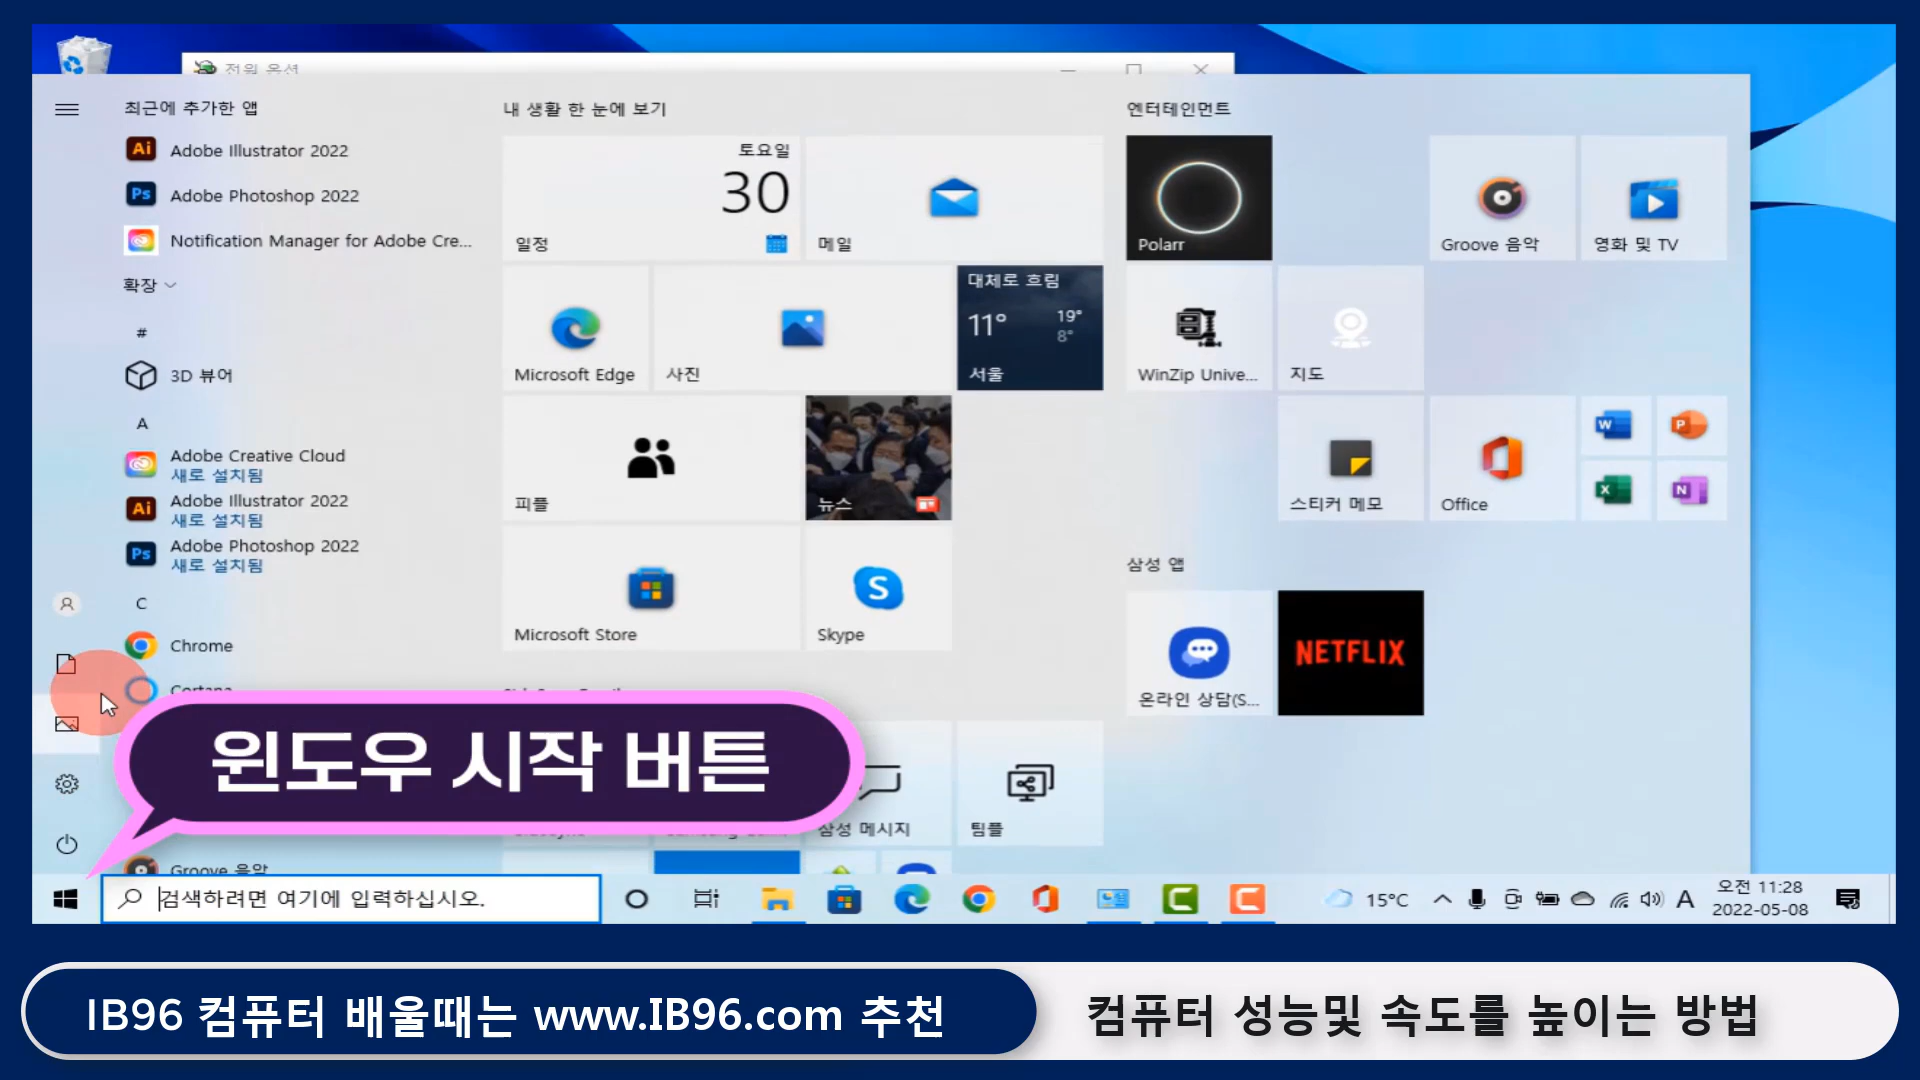 전원 옵션
최근에 추가한 앱
Adobe Illustrator 2022
Adobe Photoshop 2022
Notification Manager for Adobe Cre...
확장
#
3D 뷰어
A
Adobe Creative Cloud
새로 설치됨
Adobe Illustrator 2022
새로 설치됨
Adobe Photoshop 2022
새로 설치됨
C
Chrome
Cortana
Groove 음악
내 생활 한 눈에 보기
토요일
30
일정
메일
Microsoft Edge
사진
대체로 흐림
11°
19°
8°
서울
피플
뉴스
Microsoft Store
Skype
삼성 메시지
팀플
엔터테인먼트
Polarr
Groove 음악
영화 및 TV
WinZip Unive...
지도
스티커 메모
Office
삼성 앱
온라인 상담(S...
NETFLIX
윈도우 시작 버튼
검색하려면 여기에 입력하십시오.
15°C
A
오전 11:28
2022-05-08
IB96 컴퓨터 배울때는 www.IB96.com 추천
컴퓨터 성능및 속도를 높이는 방법